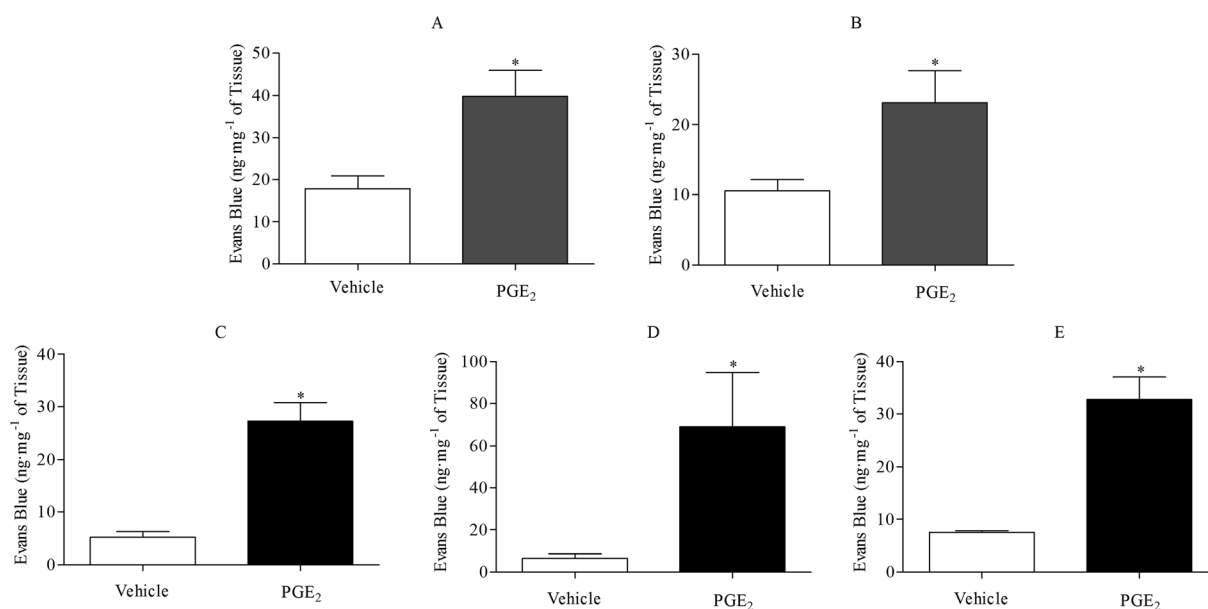 A
Evans Blue (ng·mg⁻¹ of Tissue)
50
40
30
20
10
0
*
Vehicle
PGE₂
B
Evans Blue (ng·mg⁻¹ of Tissue)
30
20
10
0
*
Vehicle
PGE₂
C
Evans Blue (ng·mg⁻¹ of Tissue)
40
30
20
10
0
*
Vehicle
PGE₂
D
Evans Blue (ng·mg⁻¹ of Tissue)
100
80
60
40
20
0
*
Vehicle
PGE₂
E
Evans Blue (ng·mg⁻¹ of Tissue)
40
30
20
10
0
*
Vehicle
PGE₂